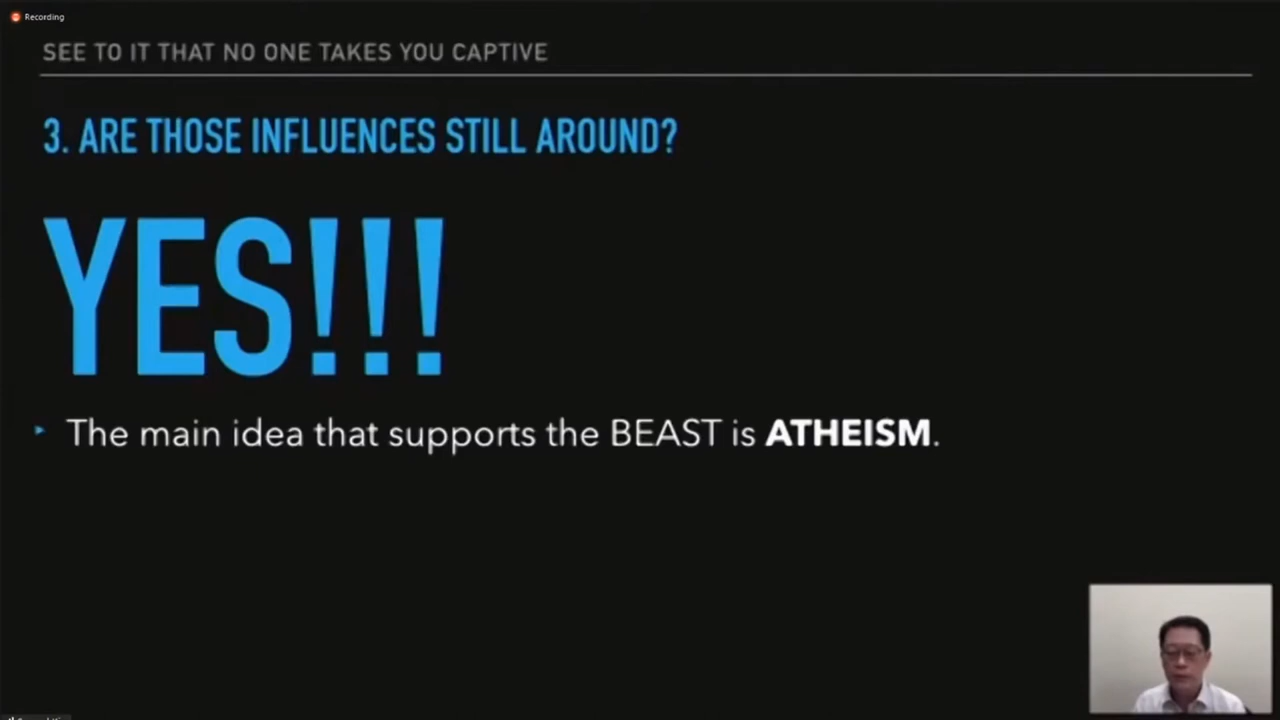 Recording
SEE TO IT THAT NO ONE TAKES YOU CAPTIVE
3. ARE THOSE INFLUENCES STILL AROUND?
YES!!!
The main idea that supports the BEAST is ATHEISM.